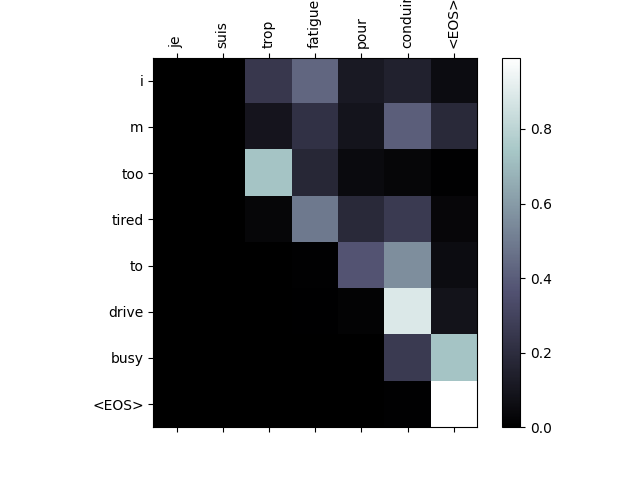 je
suis
trop
fatigue
pour
conduir
<EOS>
i
m
too
tired
to
drive
busy
<EOS>
0.8
0.6
0.4
0.2
0.0